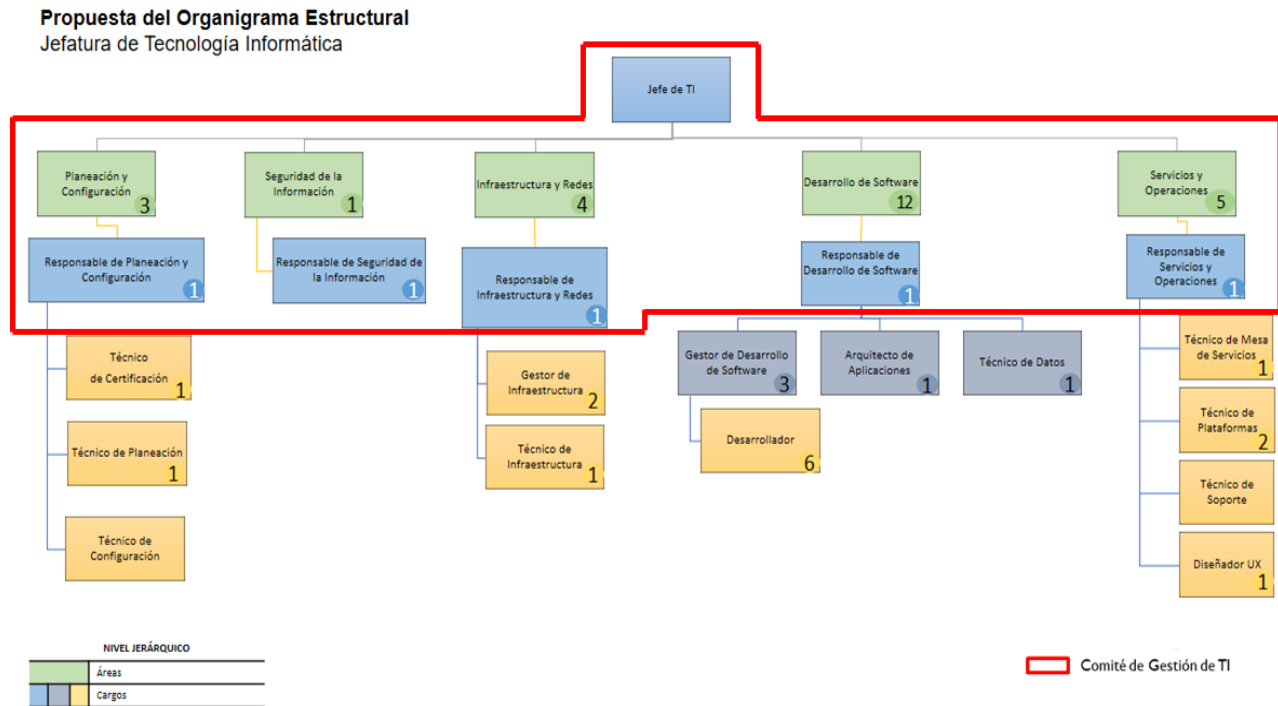 Propuesta del Organigrama Estructural
Jefatura de Tecnología Informática
Jefe de TI
Planeación y
Configuración
3
Seguridad de la
Información
1
Infraestructura y Redes
4
Desarrollo de Software
12
Servicios y
Operaciones
5
Responsable de Planeación y
Configuración
1
Responsable de Seguridad de
la Información
1
Responsable de
Infraestructura y Redes
1
Responsable de
Desarrollo de Software
1
Responsable de
Servicios y
Operaciones
1
Técnico
de Certificación
1
Técnico de Planeación
1
Técnico de
Configuración
Gestor de
Infraestructura
2
Técnico de
Infraestructura
1
Gestor de Desarrollo
de Software
3
Arquitecto de
Aplicaciones
1
Técnico de Datos
1
Desarrollador
6
Técnico de Mesa
de Servicios
1
Técnico de
Plataformas
2
Técnico de
Soporte
Diseñador UX
1
NIVEL JERÁRQUICO
Áreas
Cargos
Comité de Gestión de TI